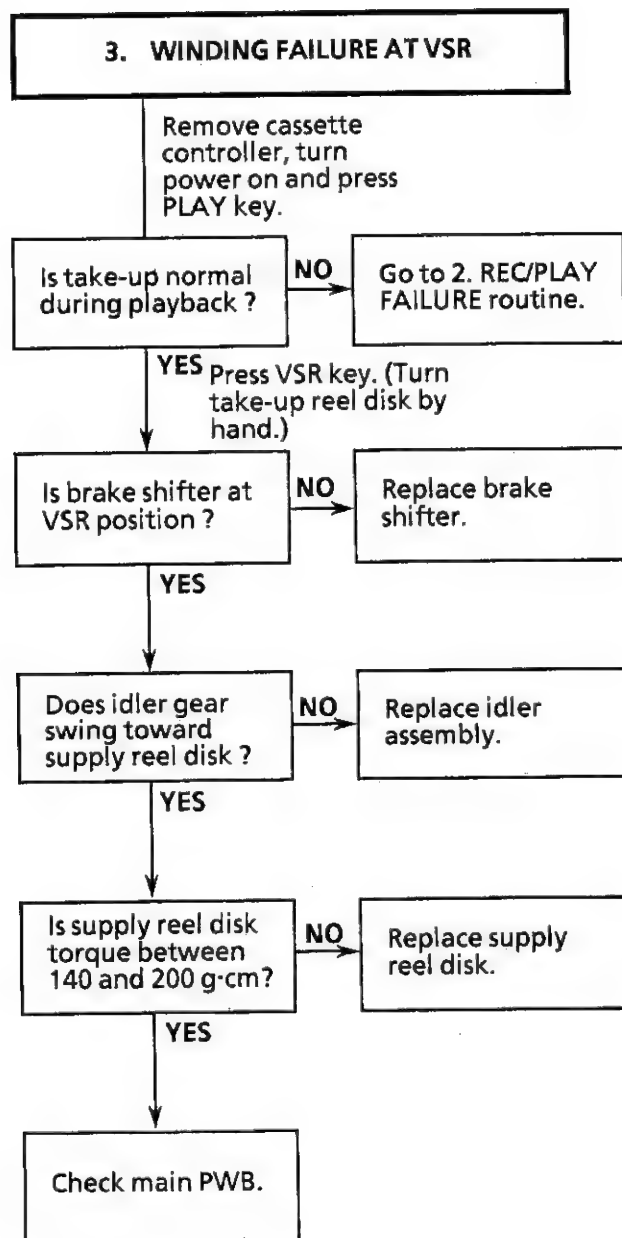 3. WINDING FAILURE AT VSR
Remove cassette
controller, turn
power on and press
PLAY key.
Is take-up normal
during playback ?
NO
Go to 2. REC/PLAY
FAILURE routine.
YES
Press VSR key. (Turn
take-up reel disk by
hand.)
Is brake shifter at
VSR position ?
NO
Replace brake
shifter.
YES
Does idler gear
swing toward
supply reel disk ?
NO
Replace idler
assembly.
YES
Is supply reel disk
torque between
140 and 200 g·cm?
NO
Replace supply
reel disk.
YES
Check main PWB.